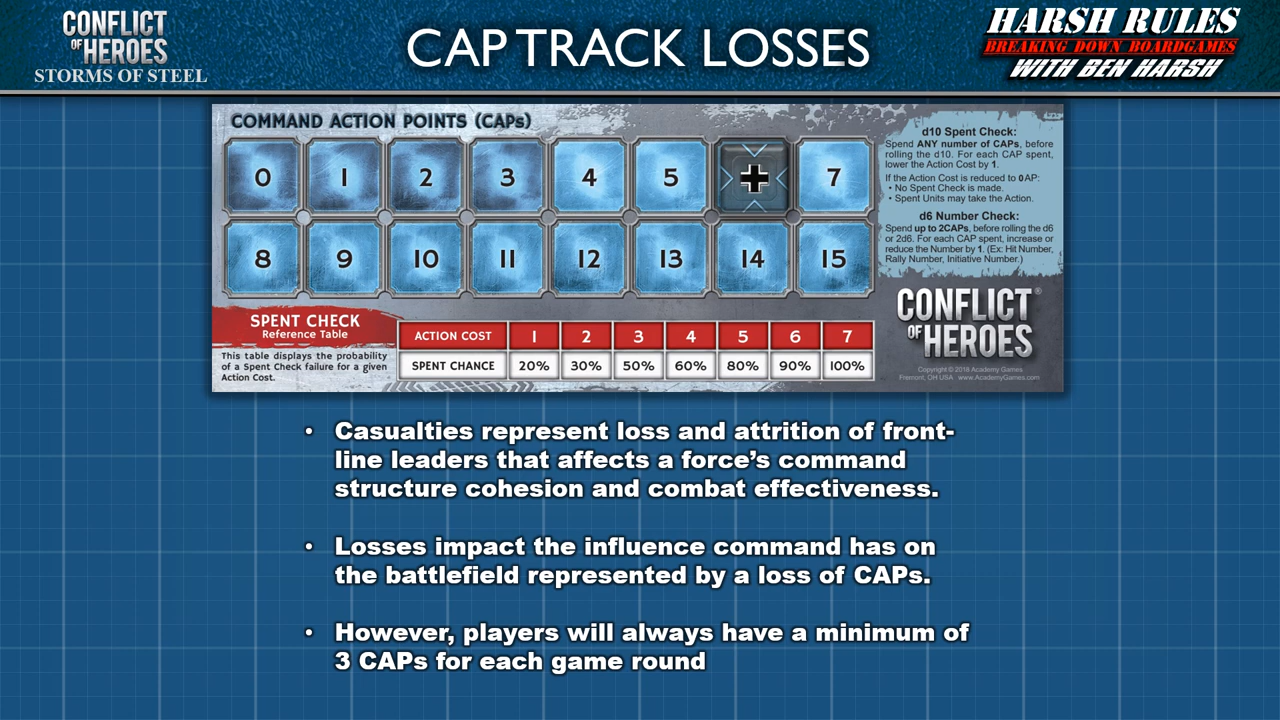 CONFLICT
OF
HEROES
STORMS OF STEEL
CAP TRACK LOSSES
HARSH RULES
BREAKING DOWN BOARDGAMES
WITH BEN HARSH
COMMAND ACTION POINTS (CAPs)
0 1 2 3 4 5 7
8 9 10 11 12 13 14 15
d10 Spent Check:
Spend ANY number of CAPs, before
rolling the d10. For each CAP spent,
lower the Action Cost by 1.
If the Action Cost is reduced to 0AP:
• No Spent Check is made.
• Spent Units may take the Action.
d6 Number Check:
Spend up to 2CAPs, before rolling the d6
or 2d6. For each CAP spent, increase or
reduce the Number by 1. (Ex: Hit Number,
Rally Number, Initiative Number.)
SPENT CHECK
Reference Table
This table displays the probability
of a Spent Check failure for a given
Action Cost.
ACTION COST 1 2 3 4 5 6 7
SPENT CHANCE 20% 30% 50% 60% 80% 90% 100%
CONFLICT®
OF
HEROES
Copyright © 2018 Academy Games
Fremont, OH USA www.AcademyGames.com
• Casualties represent loss and attrition of front-
line leaders that affects a force’s command
structure cohesion and combat effectiveness.
• Losses impact the influence command has on
the battlefield represented by a loss of CAPs.
• However, players will always have a minimum of
3 CAPs for each game round